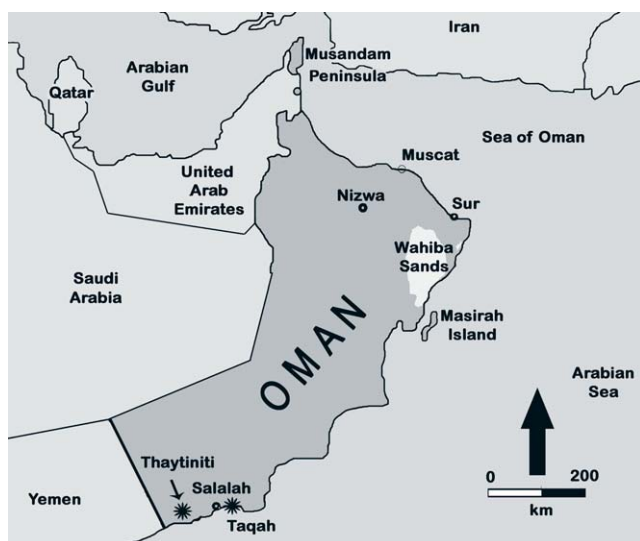 Iran
Musandam
Peninsula
Arabian
Gulf
Qatar
Sea of Oman
Muscat
United
Arab
Emirates
Nizwa
Sur
Wahiba
Sands
Saudi
Arabia
Masirah
Island
OMAN
Arabian
Sea
Thaytiniti
Salalah
Taqah
Yemen
0 200
km